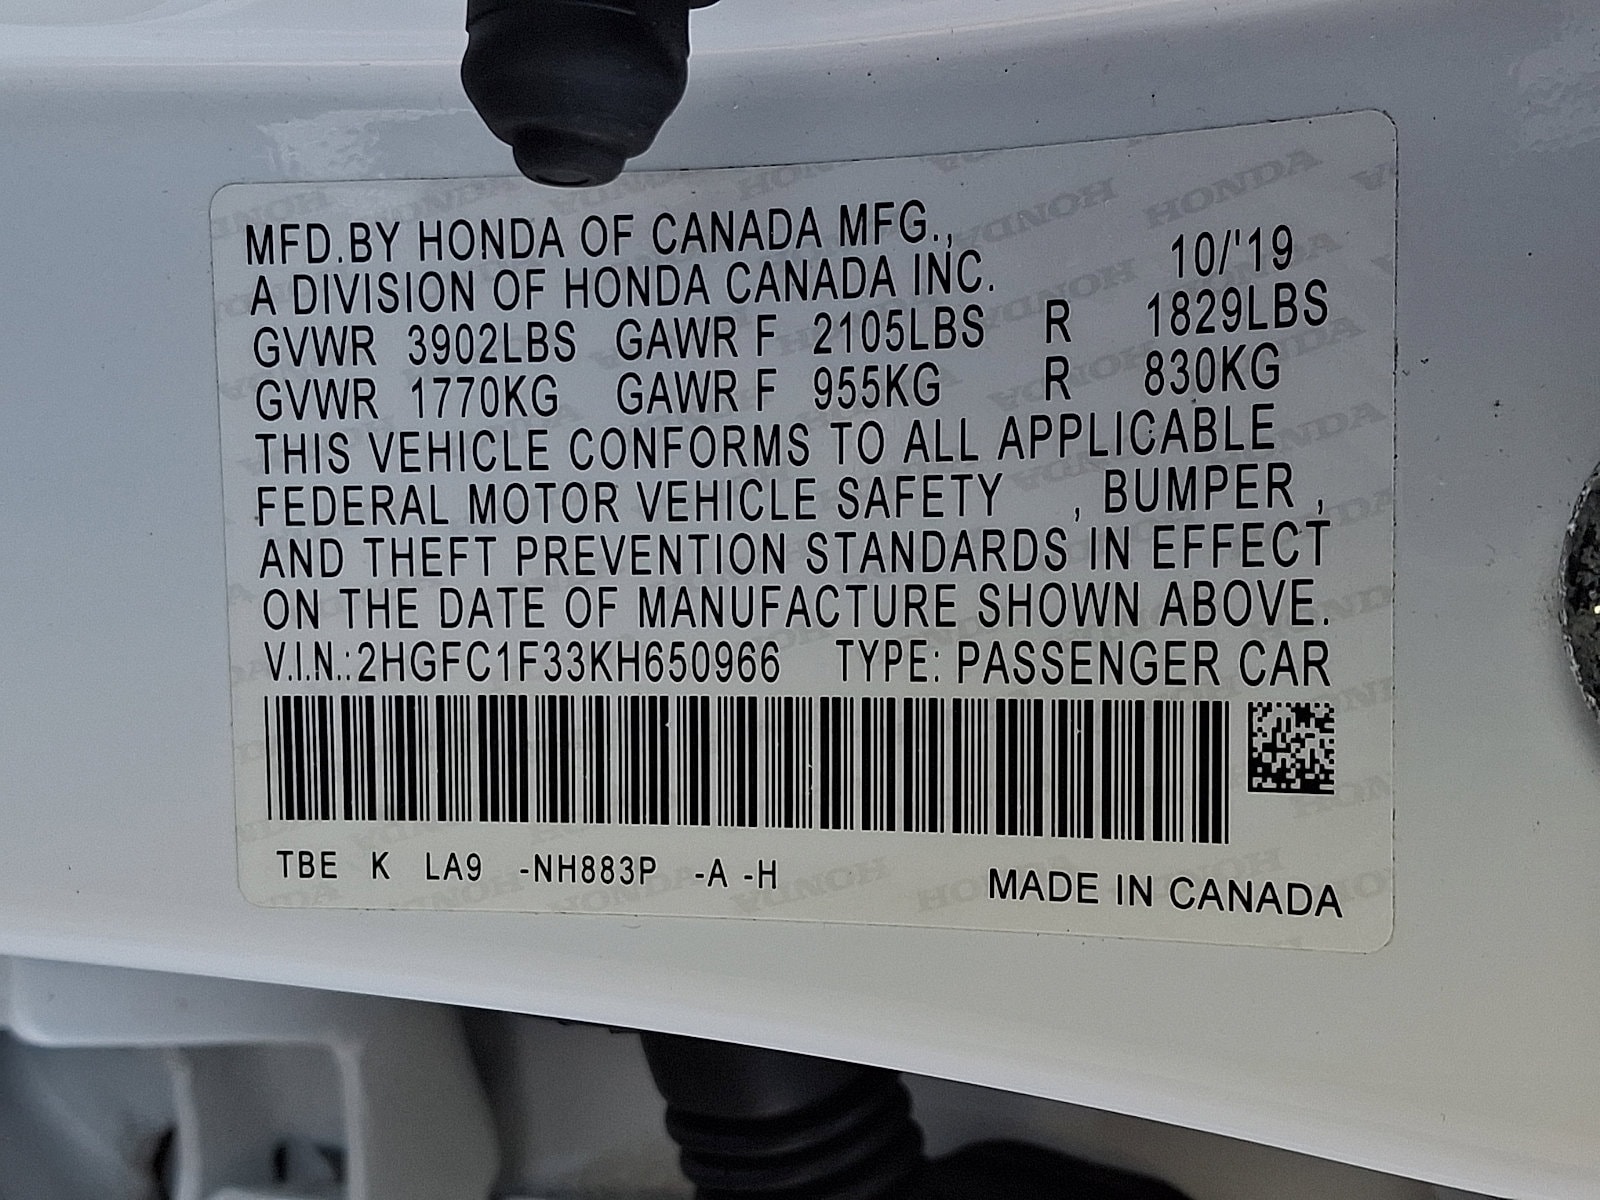 MFD.BY HONDA OF CANADA MFG.,
A DIVISION OF HONDA CANADA INC. 10/'19
GVWR 3902LBS GAWR F 2105LBS R 1829LBS
GVWR 1770KG GAWR F 955KG R 830KG
THIS VEHICLE CONFORMS TO ALL APPLICABLE
FEDERAL MOTOR VEHICLE SAFETY , BUMPER ,
AND THEFT PREVENTION STANDARDS IN EFFECT
ON THE DATE OF MANUFACTURE SHOWN ABOVE.
V.I.N.:2HGFC1F33KH650966 TYPE: PASSENGER CAR
TBE K LA9 -NH883P -A -H
MADE IN CANADA